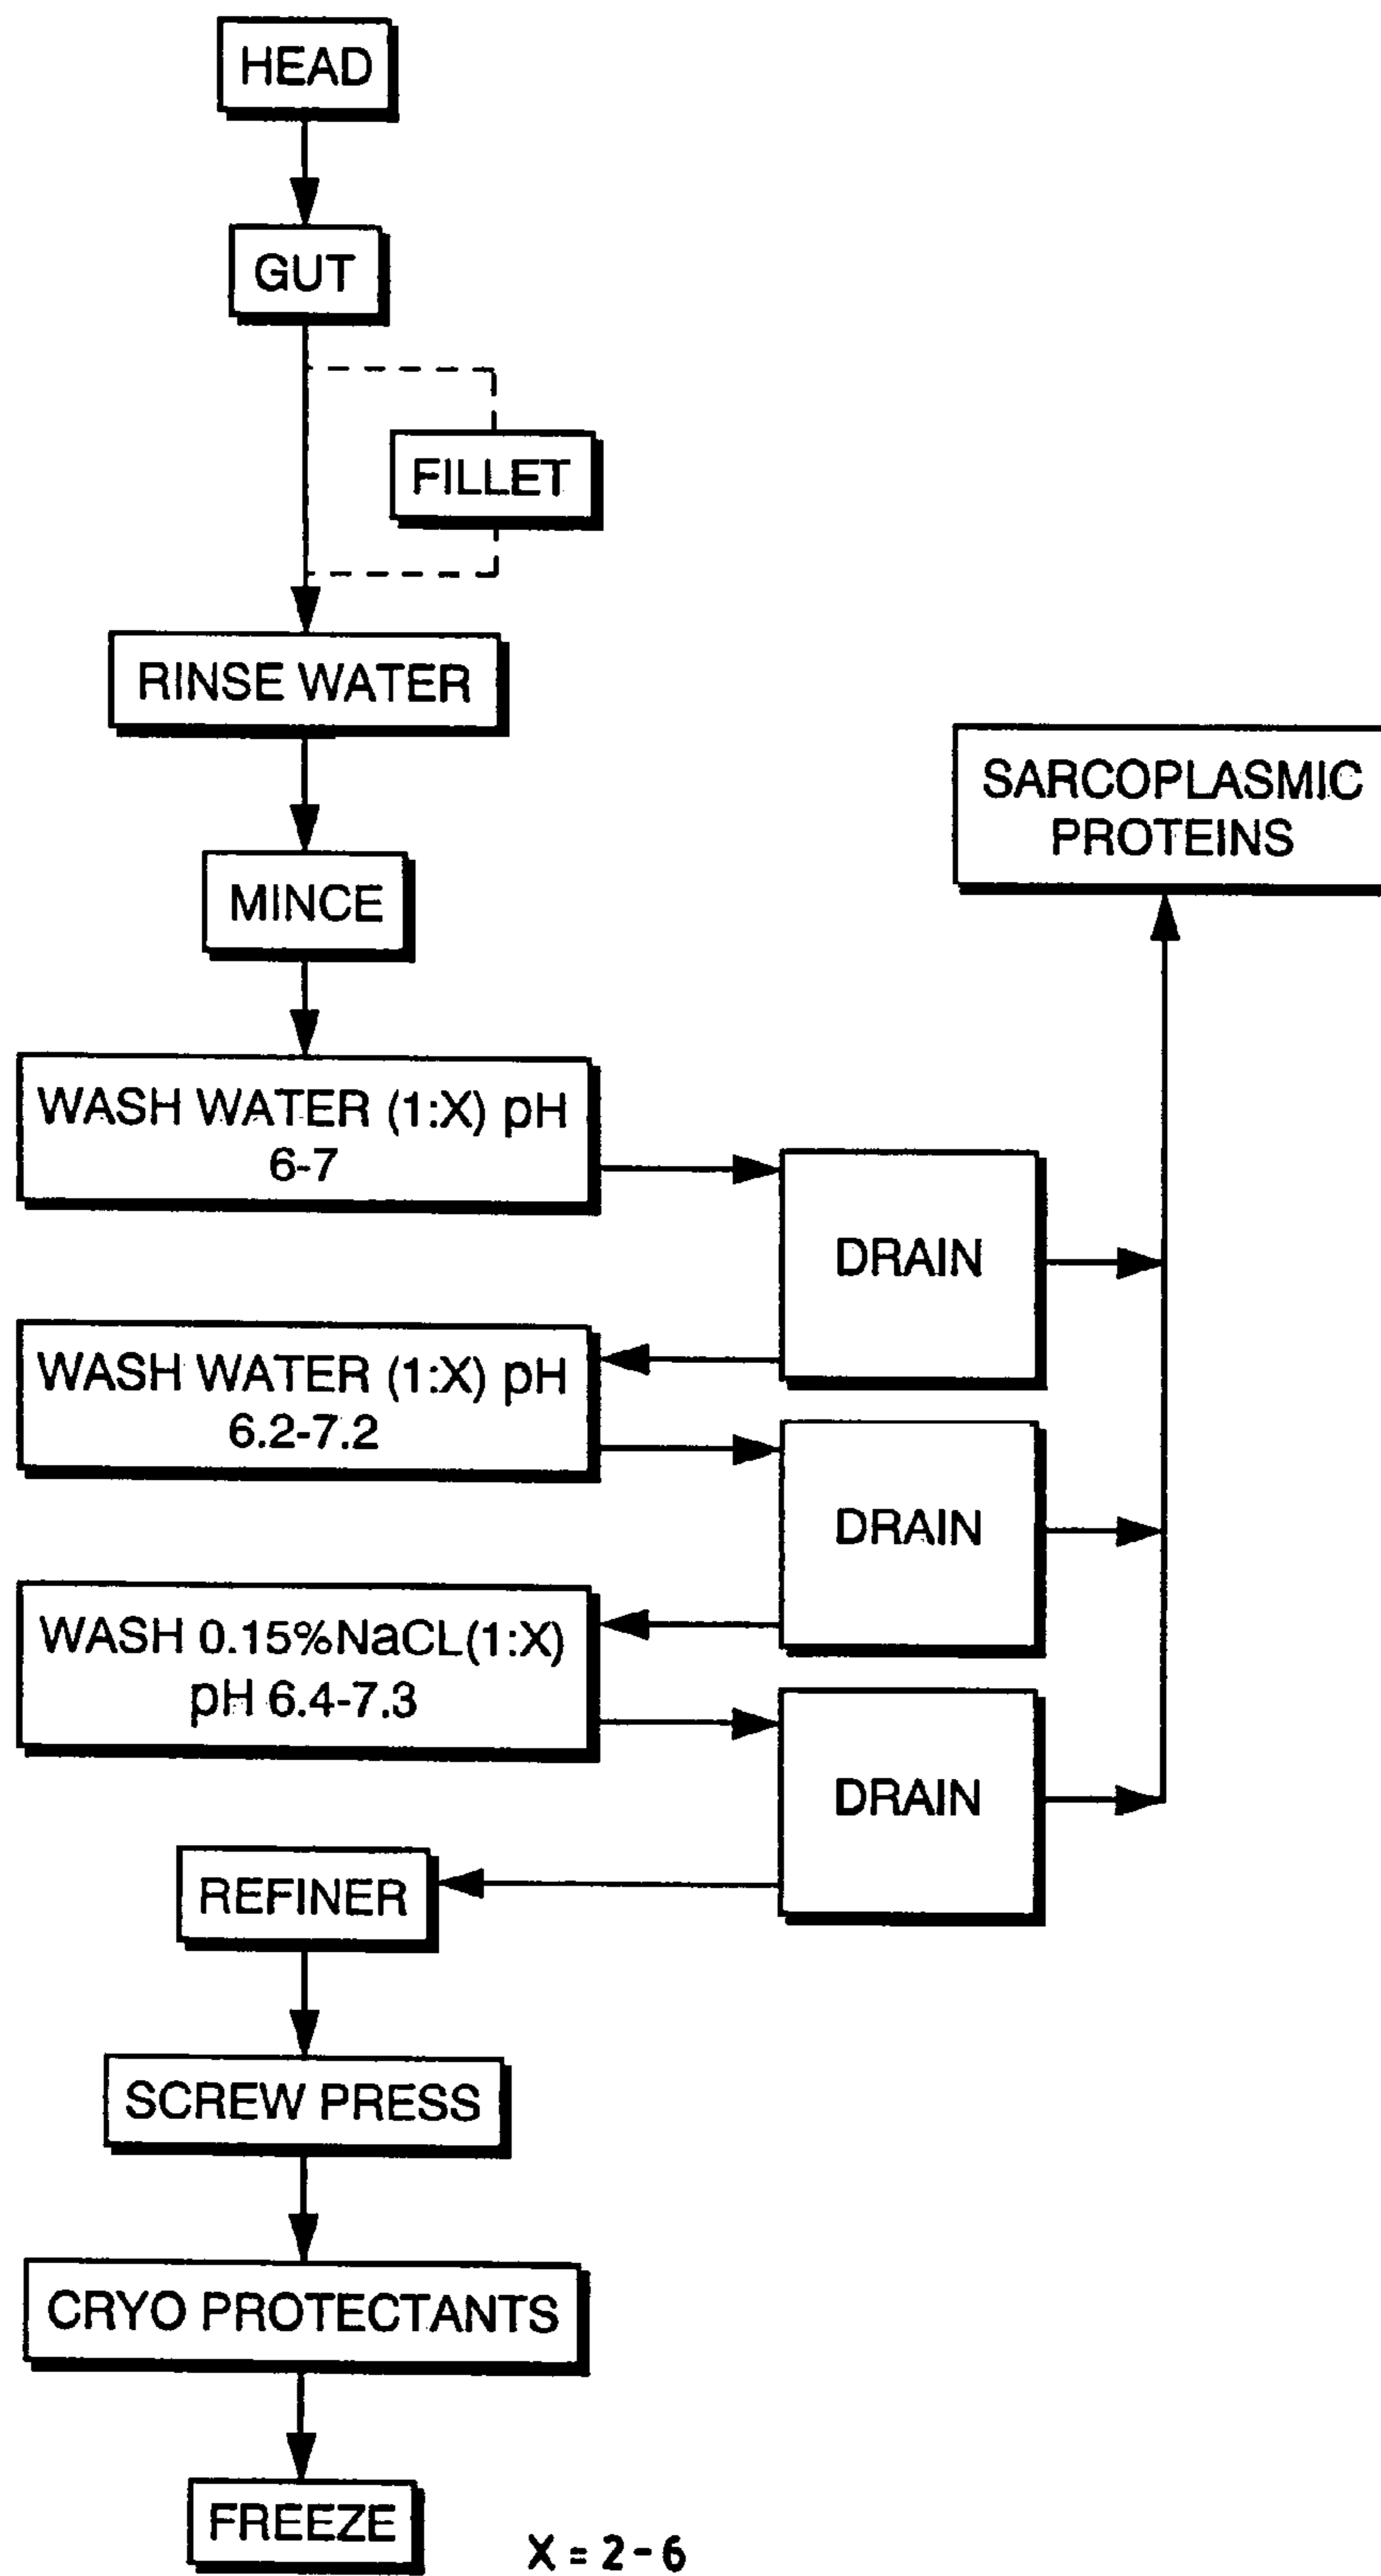 HEAD
GUT
FILLET
RINSE WATER
SARCOPLASMIC
PROTEINS
MINCE
WASH WATER (1:X) pH
6-7
DRAIN
WASH WATER (1:X) pH
6.2-7.2
DRAIN
WASH 0.15%NaCL(1:X)
pH 6.4-7.3
DRAIN
REFINER
SCREW PRESS
CRYO PROTECTANTS
FREEZE
X = 2-6